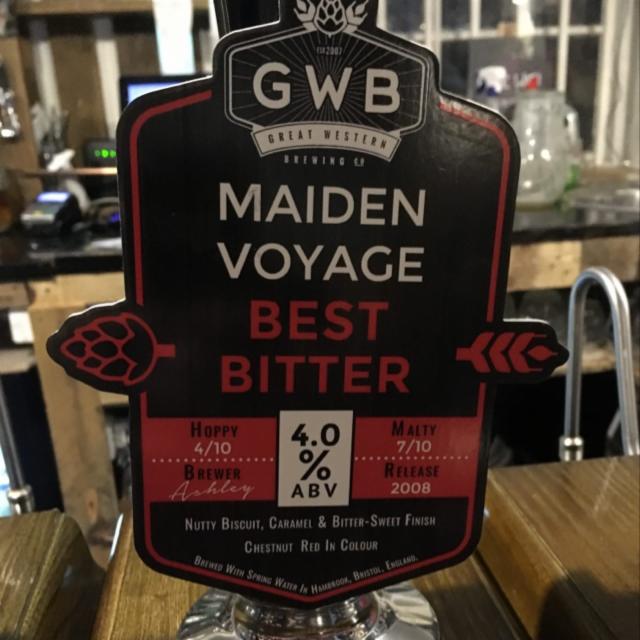 EST 2007
GWB
GREAT WESTERN
BREWING CO
MAIDEN
VOYAGE
BEST
BITTER
HOPPY
4/10
BREWER
Ashley
4.0
%
ABV
MALTY
7/10
RELEASE
2008
NUTTY BISCUIT, CARAMEL & BITTER-SWEET FINISH
CHESTNUT RED IN COLOUR
BREWED WITH SPRING WATER IN HAMBROOK, BRISTOL, ENGLAND.